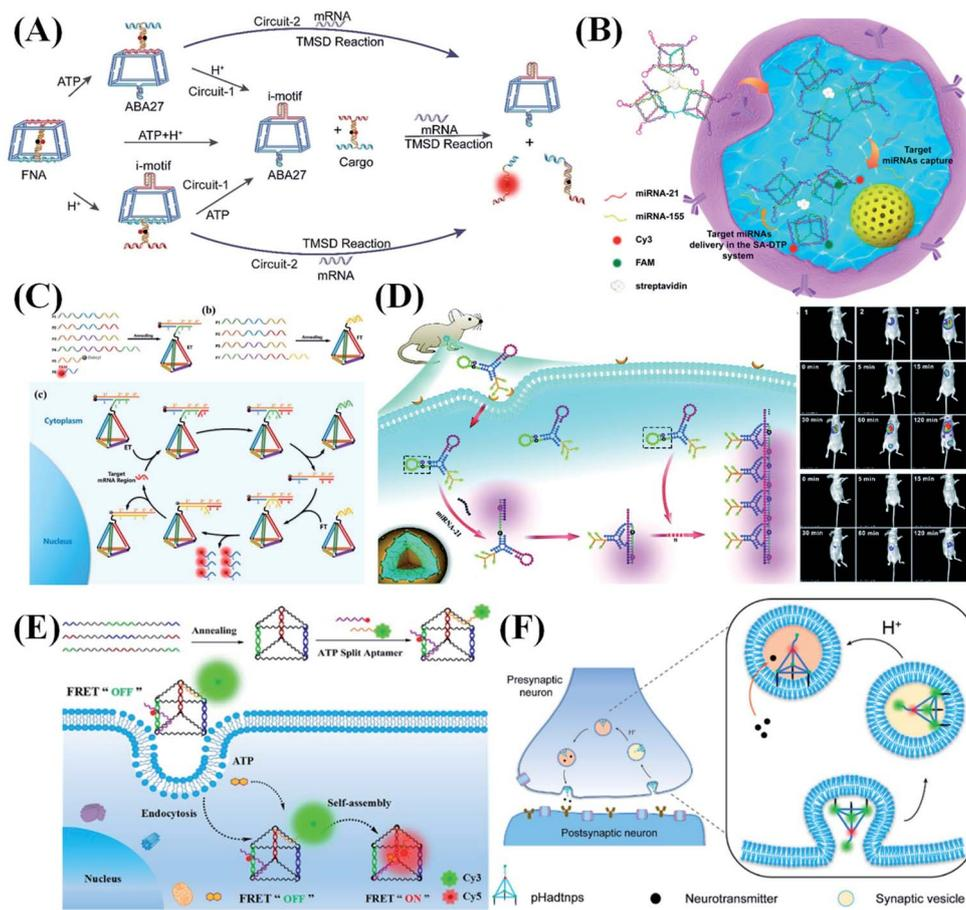 (A)
Circuit-2 mRNA
TMSD Reaction
ATP
ABA27
H⁺
Circuit-1
i-motif
FNA
ATP+H⁺
ABA27
+
Cargo
mRNA
TMSD Reaction
+
H⁺
i-motif
Circuit-1
ATP
TMSD Reaction
Circuit-2
mRNA
(B)
Target
miRNAs capture
miRNA-21
miRNA-155
Cy3
FAM
streptavidin
Target miRNAs
delivery in the SA-DTP
system
(C)
Annealing
ET
(b)
Annealing
FT
(c)
Cytoplasm
ET
Target
mRNA Region
FT
Nucleus
(D)
miRNA-21
n
1
2
3
0 min
5 min
15 min
30 min
60 min
120 min
0 min
5 min
15 min
30 min
60 min
120 min
(E)
Annealing
ATP Split Aptamer
FRET “ OFF ”
ATP
Endocytosis
Self-assembly
Nucleus
FRET “ OFF ”
FRET “ ON ”
Cy3
Cy5
(F)
Presynaptic
neuron
H⁺
Postsynaptic neuron
H⁺
pHadtnps
Neurotransmitter
Synaptic vesicle